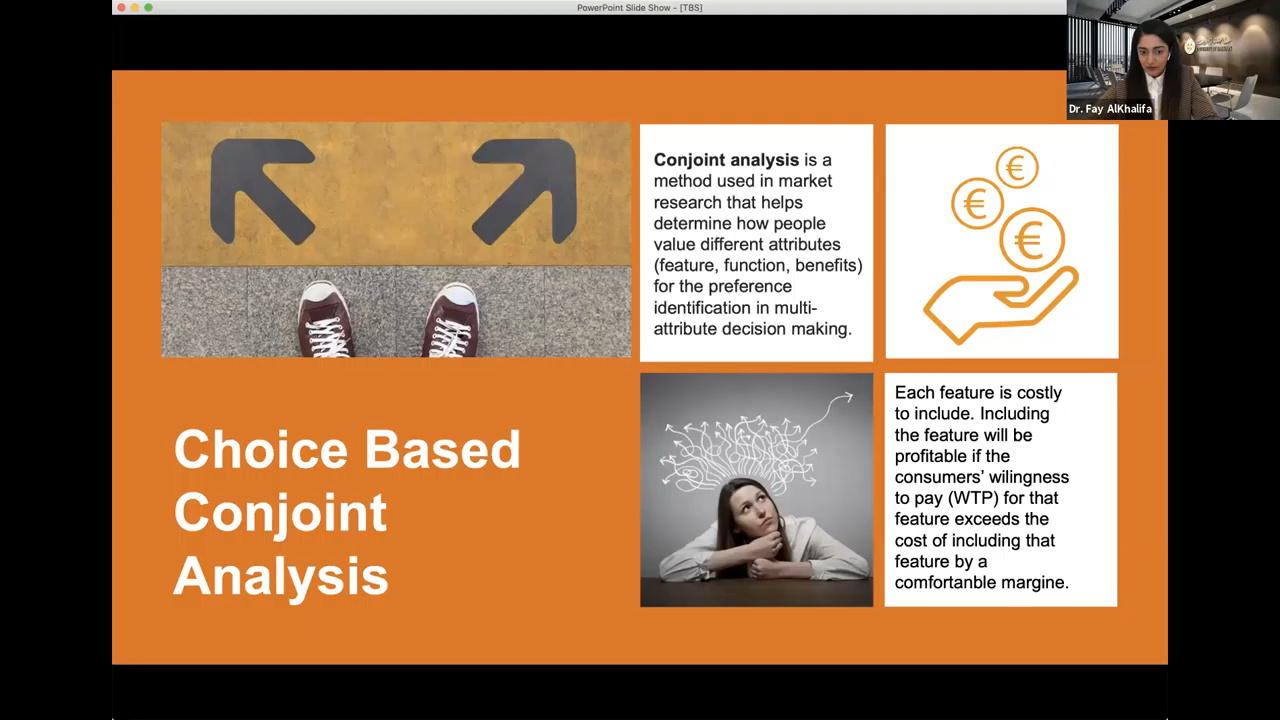 PowerPoint Slide Show - [TBS]
Dr. Fay AlKhalifa
Conjoint analysis is a
method used in market
research that helps
determine how people
value different attributes
(feature, function, benefits)
for the preference
identification in multi-
attribute decision making.
€
€
€
Choice Based
Conjoint
Analysis
Each feature is costly
to include. Including
the feature will be
profitable if the
consumers’ wilingness
to pay (WTP) for that
feature exceeds the
cost of including that
feature by a
comfortanble margine.